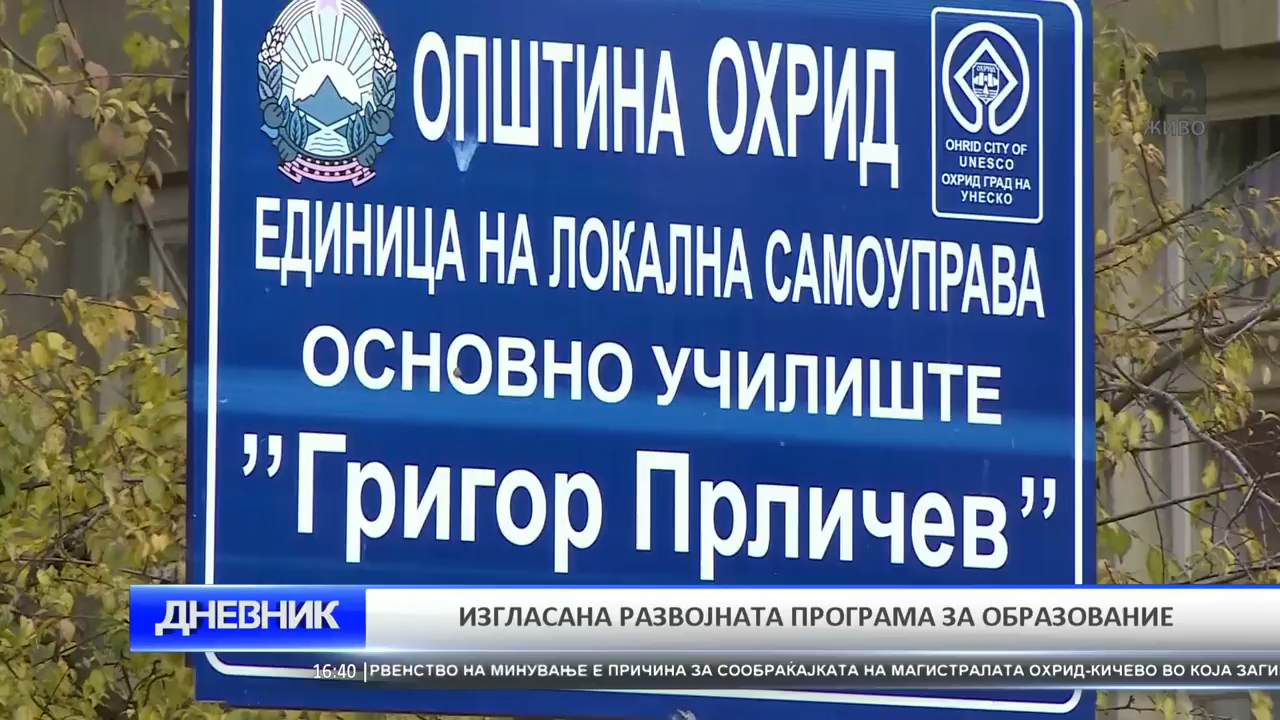 ОПШТИНА ОХРИД
ОХРИД
OHRID CITY OF
UNESCO
ОХРИД ГРАД НА
УНЕСКО
ЖИВО
ЕДИНИЦА НА ЛОКАЛНА САМОУПРАВА
ОСНОВНО УЧИЛИШТЕ
”Григор Прличев”
ДНЕВНИК
ИЗГЛАСАНА РАЗВОЈНАТА ПРОГРАМА ЗА ОБРАЗОВАНИЕ
16:40 РВЕНСТВО НА МИНУВАЊЕ Е ПРИЧИНА ЗА СООБРАЌАЈКАТА НА МАГИСТРАЛАТА ОХРИД-КИЧЕВО ВО КОЈА ЗАГИ